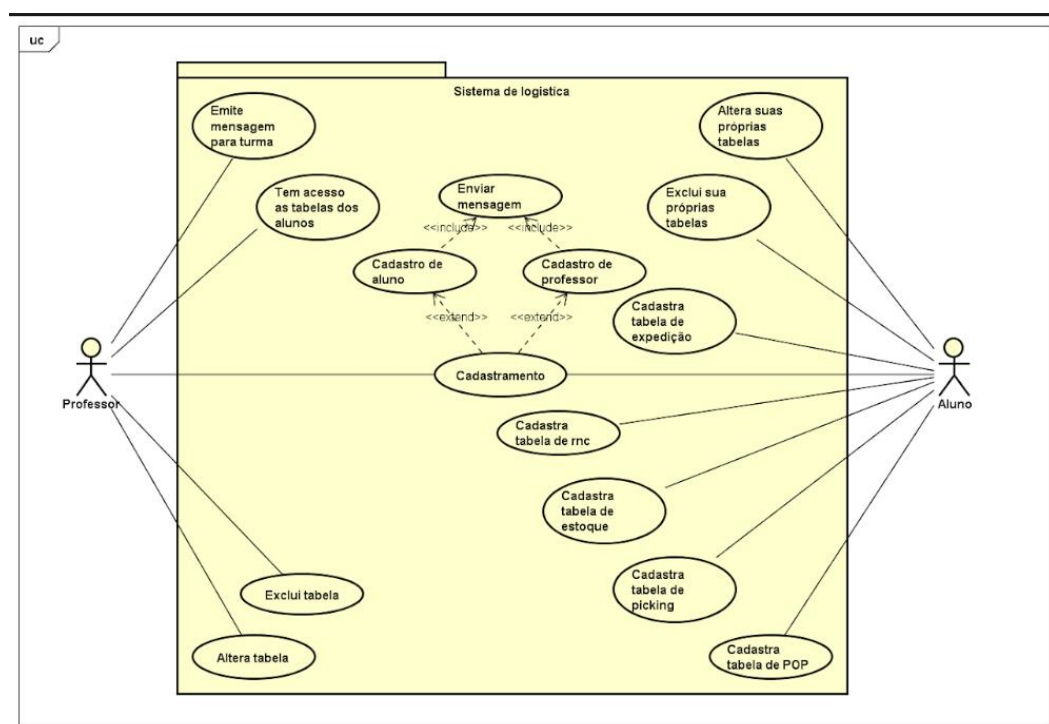 uc
Sistema de logistica
Emite
mensagem
para turma
Altera suas
próprias
tabelas
Tem acesso
as tabelas dos
alunos
Enviar
mensagem
Exclui sua
próprias
tabelas
<<include>>
<<include>>
Cadastro de
aluno
Cadastro de
professor
<<extend>>
<<extend>>
Cadastra
tabela de
expedição
Cadastramento
Professor
Aluno
Cadastra
tabela de rnc
Cadastra
tabela de
estoque
Exclui tabela
Cadastra
tabela de
picking
Altera tabela
Cadastra
tabela de POP